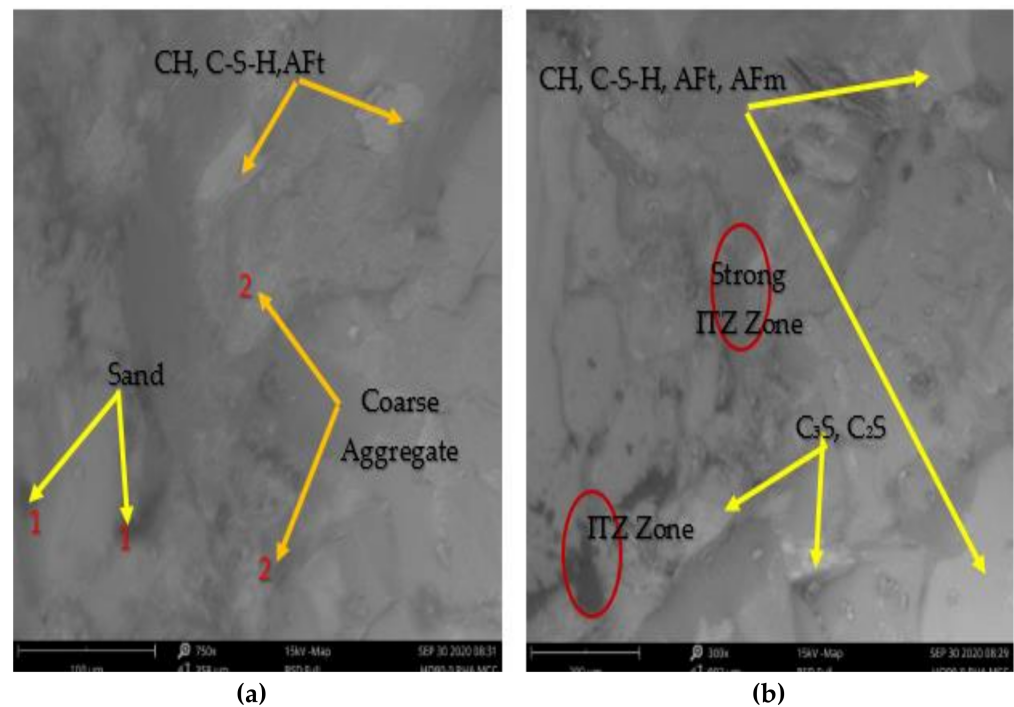 CH, C-S-H,AFt
2
Sand
Coarse
Aggregate
1
1
2
750x
15kV -Map
SEP 30 2020 08:31
(a)
CH, C-S-H, AFt, AFm
Strong
ITZ Zone
C₃S, C₂S
ITZ Zone
300x
15kV -Map
SEP 30 2020 08:29
(b)